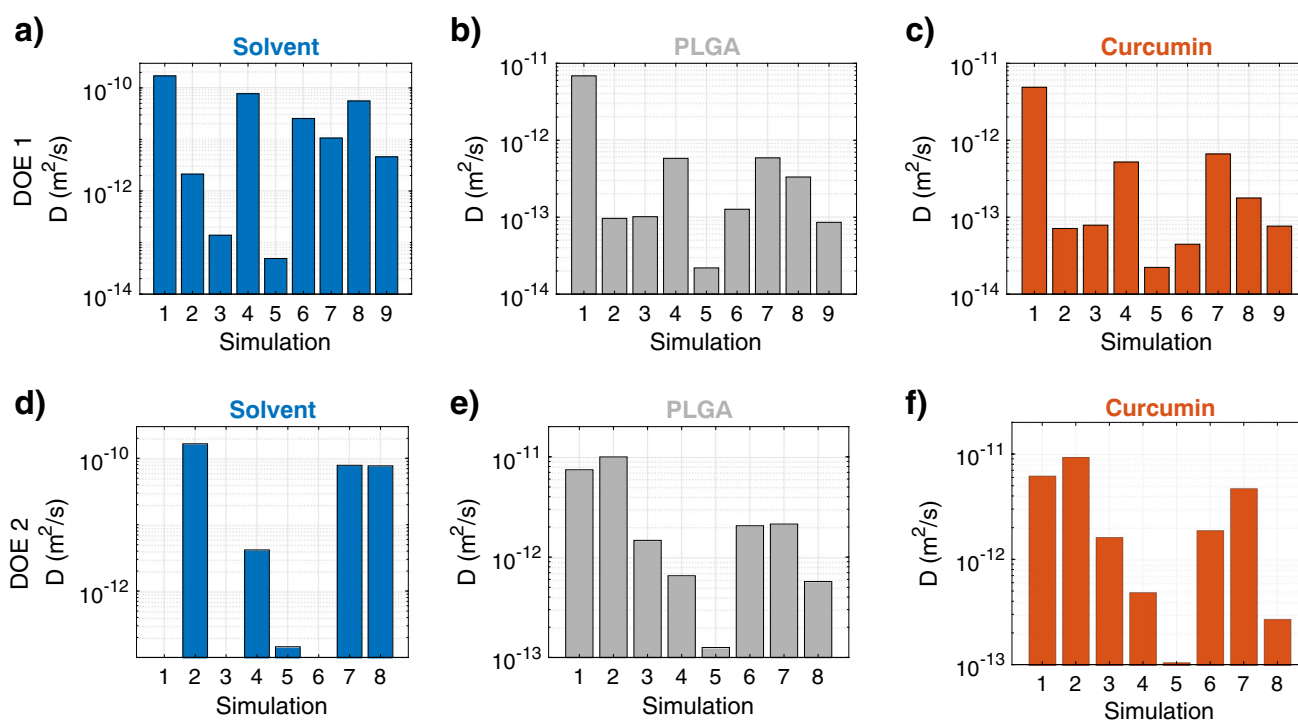 a)
Solvent
DOE 1
D (m²/s)
10⁻¹⁰
10⁻¹²
10⁻¹⁴
1 2 3 4 5 6 7 8 9
Simulation
b)
PLGA
D (m²/s)
10⁻¹¹
10⁻¹²
10⁻¹³
10⁻¹⁴
1 2 3 4 5 6 7 8 9
Simulation
c)
Curcumin
D (m²/s)
10⁻¹¹
10⁻¹²
10⁻¹³
10⁻¹⁴
1 2 3 4 5 6 7 8 9
Simulation
d)
Solvent
DOE 2
D (m²/s)
10⁻¹⁰
10⁻¹²
1 2 3 4 5 6 7 8
Simulation
e)
PLGA
D (m²/s)
10⁻¹¹
10⁻¹²
10⁻¹³
1 2 3 4 5 6 7 8
Simulation
f)
Curcumin
D (m²/s)
10⁻¹¹
10⁻¹²
10⁻¹³
1 2 3 4 5 6 7 8
Simulation